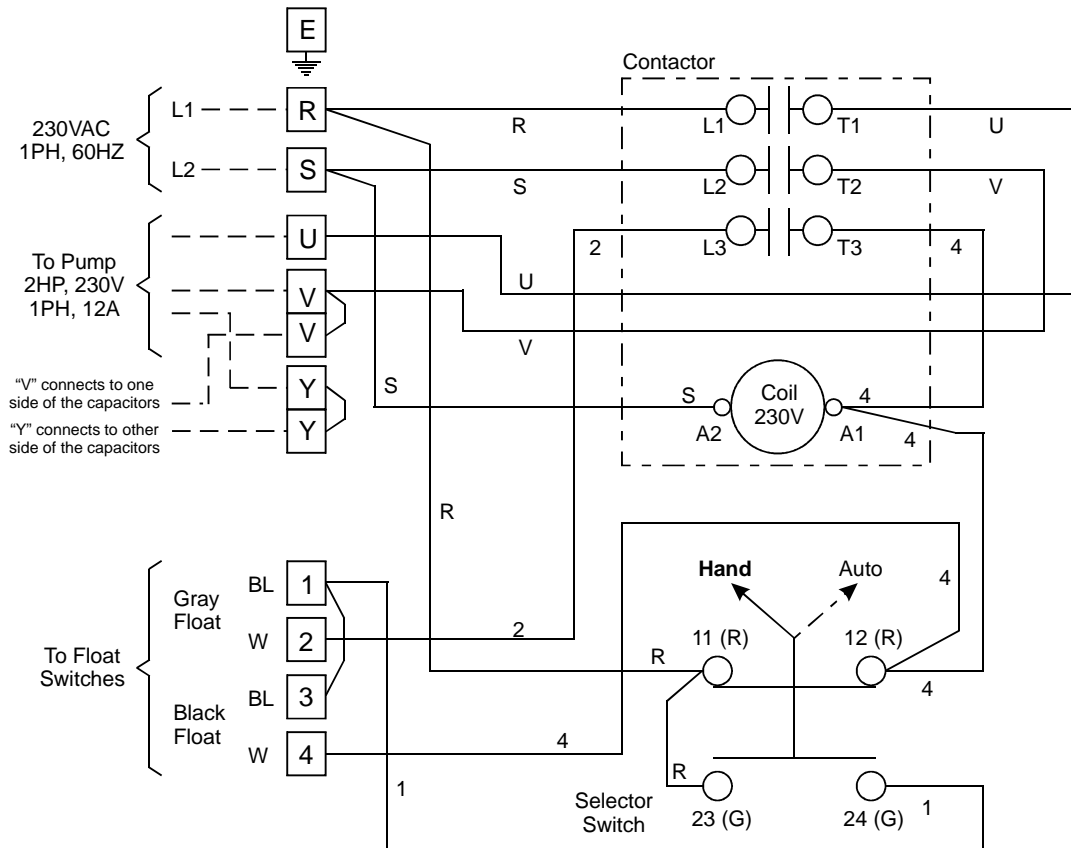 E
Contactor
230VAC
1PH, 60HZ
L1
R
R
L1
T1
U
L2
S
S
L2
T2
V
To Pump
2HP, 230V
1PH, 12A
U
2
L3
T3
4
V
U
V
V
"V" connects to one
side of the capacitors
Y
S
S
A2
Coil
230V
A1
4
4
"Y" connects to other
side of the capacitors
Y
R
To Float
Switches
Gray
Float
BL
1
W
2
2
Black
Float
BL
3
W
4
4
1
Hand
Auto
4
11 (R)
12 (R)
R
4
R
Selector
Switch
23 (G)
24 (G)
1